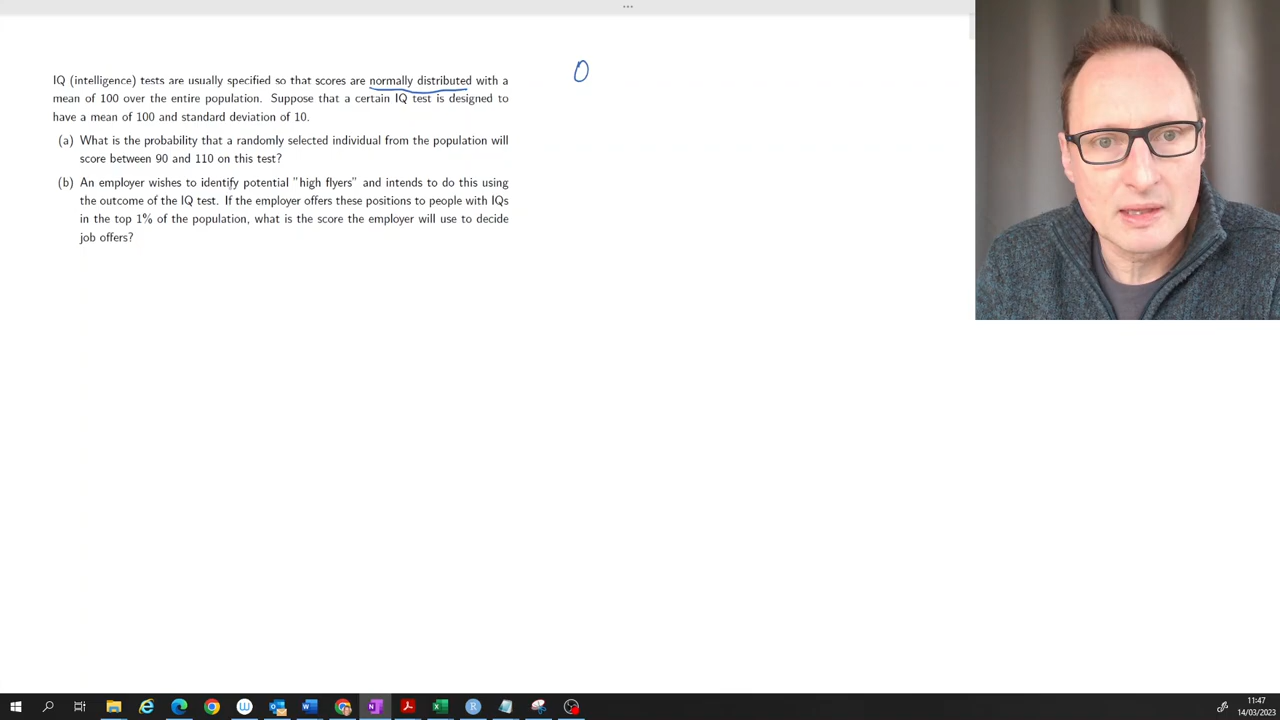 IQ (intelligence) tests are usually specified so that scores are normally distributed with a
mean of 100 over the entire population. Suppose that a certain IQ test is designed to
have a mean of 100 and standard deviation of 10.
(a) What is the probability that a randomly selected individual from the population will
score between 90 and 110 on this test?
(b) An employer wishes to identify potential "high flyers" and intends to do this using
the outcome of the IQ test. If the employer offers these positions to people with IQs
in the top 1% of the population, what is the score the employer will use to decide
job offers?
0
11:47
14/03/2023